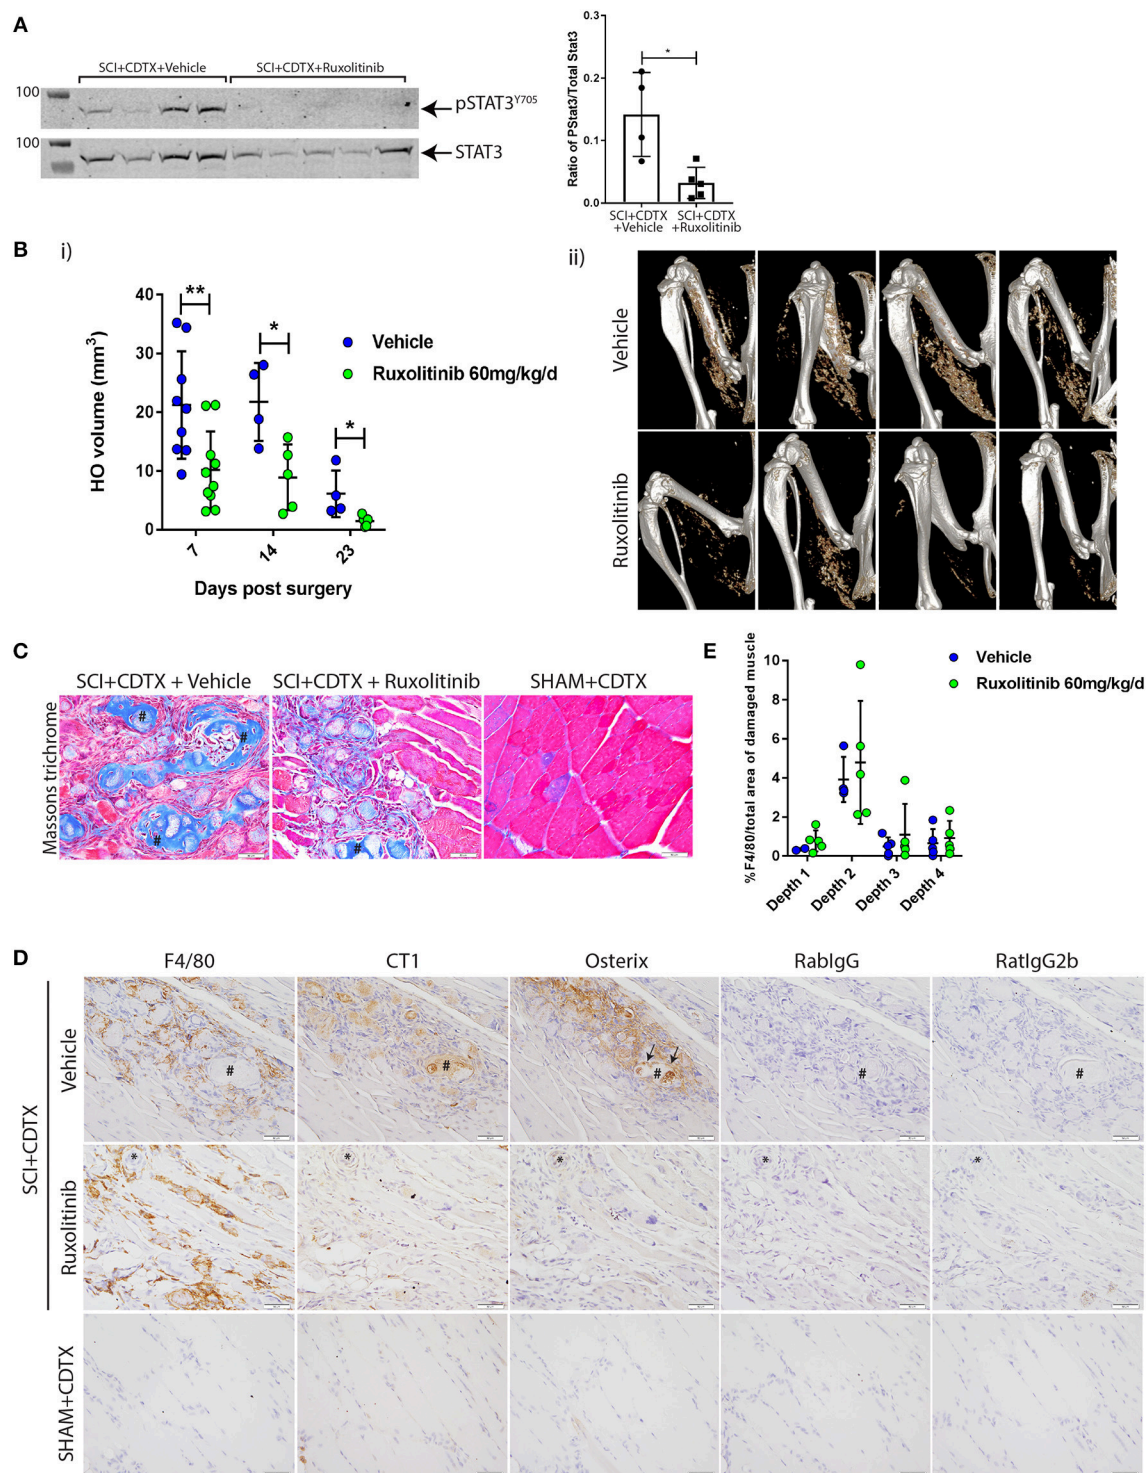 A
SCI+CDTX+Vehicle SCI+CDTX+Ruxolitinib
100
pSTAT3Y705
100
STAT3
Ratio of PStat3/Total Stat3
0.3
0.2
0.1
0.0
*
SCI+CDTX
+Vehicle
SCI+CDTX
+Ruxolitinib
B
i)
HO volume (mm3)
40
30
20
10
0
**
*
*
Vehicle
Ruxolitinib 60mg/kg/d
7 14 23
Days post surgery
ii)
Vehicle
Ruxolitinib
C
SCI+CDTX + Vehicle SCI+CDTX + Ruxolitinib SHAM+CDTX
Massons trichrome
# # # #
E
%F4/80/total area of damaged muscle
10
8
6
4
2
0
Vehicle
Ruxolitinib 60mg/kg/d
Depth 1 Depth 2 Depth 3 Depth 4
D
F4/80 CT1 Osterix RabIgG RatIgG2b
SCI+CDTX
Vehicle
# # # # #
Ruxolitinib
* * * * *
SHAM+CDTX